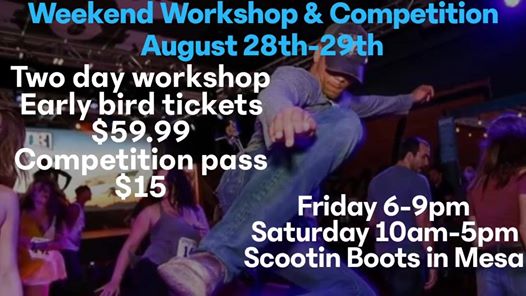 Weekend Workshop & Competition
August 28th-29th
Two day workshop
Early bird tickets
$59.99
Competition pass
$15
Friday 6-9pm
Saturday 10am-5pm
Scootin Boots in Mesa